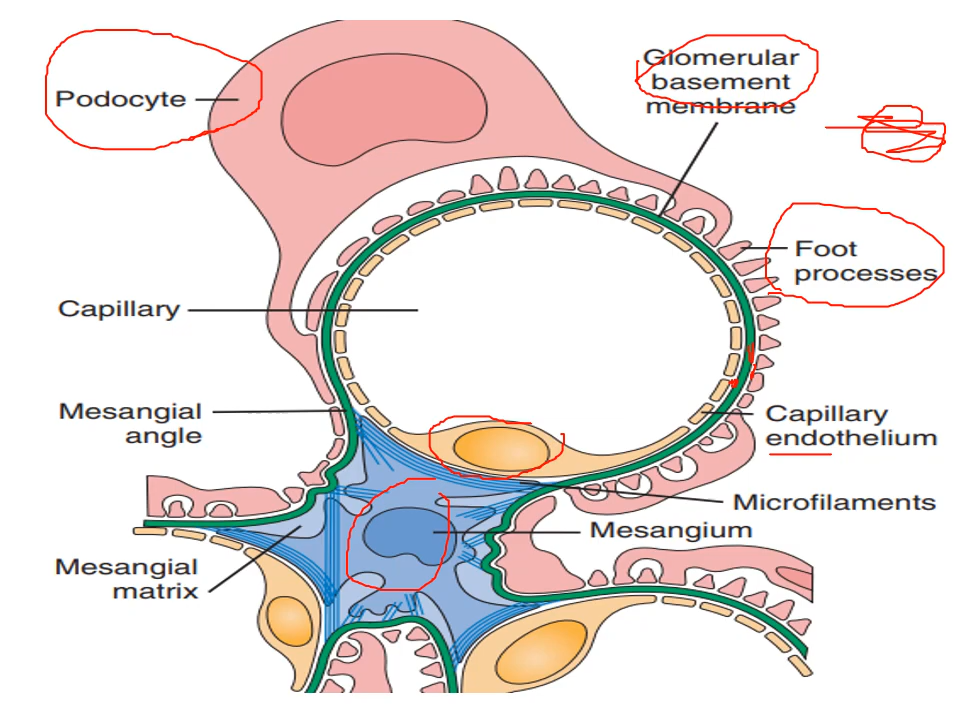 Glomerular
basement
membrane
Podocyte
Foot
processes
Capillary
Mesangial
angle
Capillary
endothelium
Microfilaments
Mesangium
Mesangial
matrix